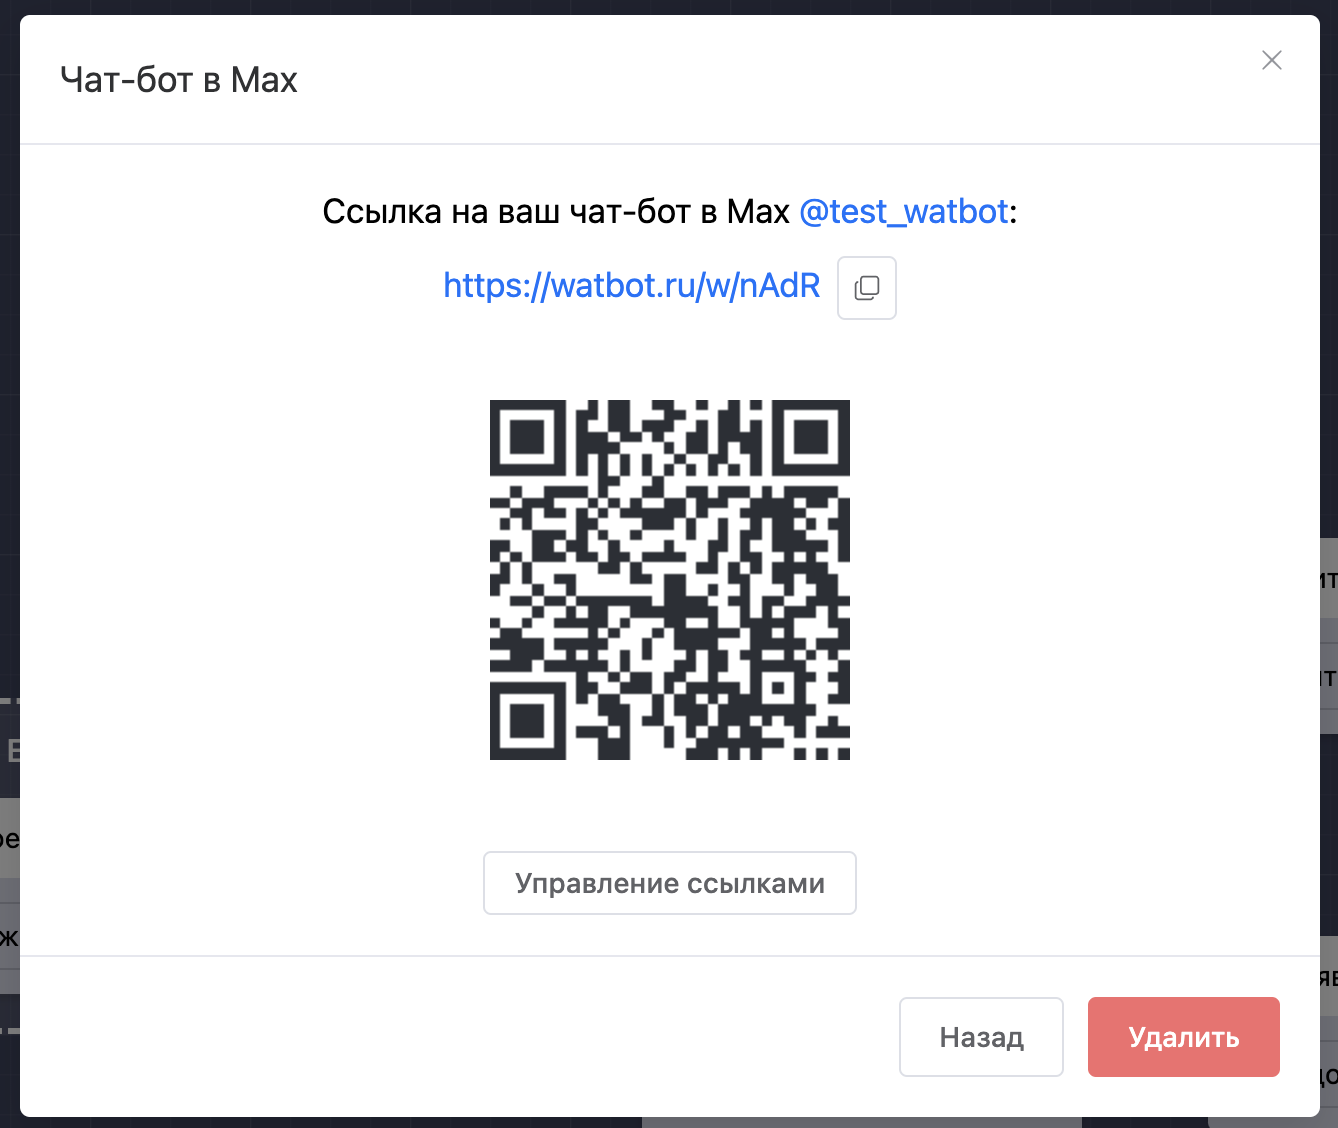 Чат-бот в Max
Ссылка на ваш чат-бот в Max @test_watbot:
https://watbot.ru/w/nAdR
Управление ссылками
Назад
Удалить